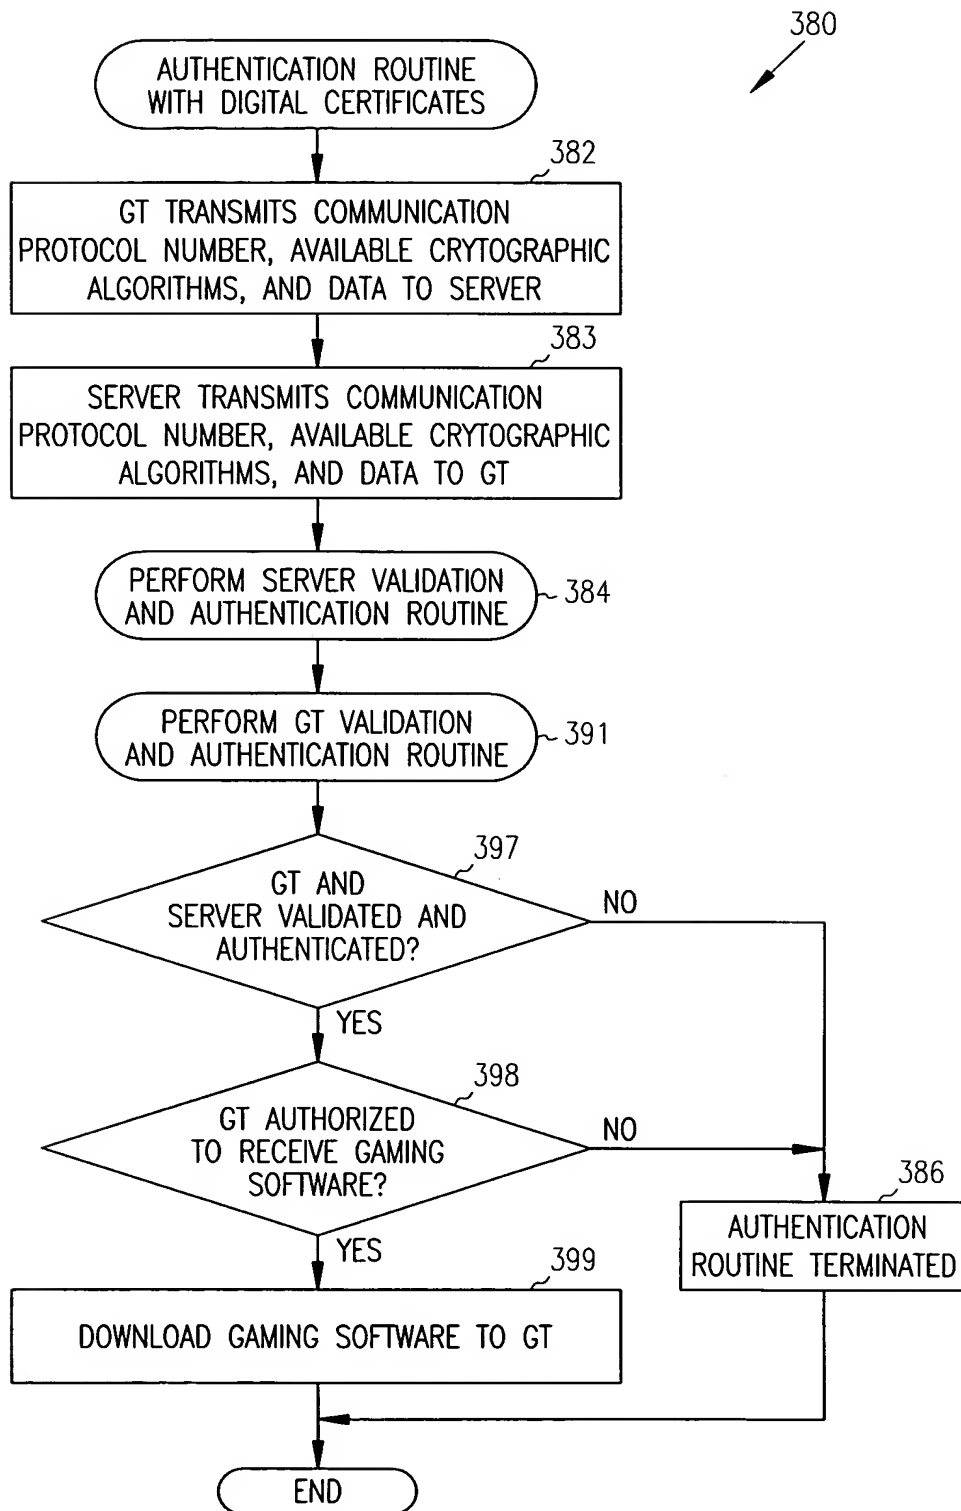 380
AUTHENTICATION ROUTINE
WITH DIGITAL CERTIFICATES
382
GT TRANSMITS COMMUNICATION
PROTOCOL NUMBER, AVAILABLE CRYTOGRAPHIC
ALGORITHMS, AND DATA TO SERVER
383
SERVER TRANSMITS COMMUNICATION
PROTOCOL NUMBER, AVAILABLE CRYTOGRAPHIC
ALGORITHMS, AND DATA TO GT
PERFORM SERVER VALIDATION
AND AUTHENTICATION ROUTINE
384
PERFORM GT VALIDATION
AND AUTHENTICATION ROUTINE
391
397
GT AND
SERVER VALIDATED AND
AUTHENTICATED?
NO
YES
398
GT AUTHORIZED
TO RECEIVE GAMING
SOFTWARE?
NO
YES
386
AUTHENTICATION
ROUTINE TERMINATED
399
DOWNLOAD GAMING SOFTWARE TO GT
END